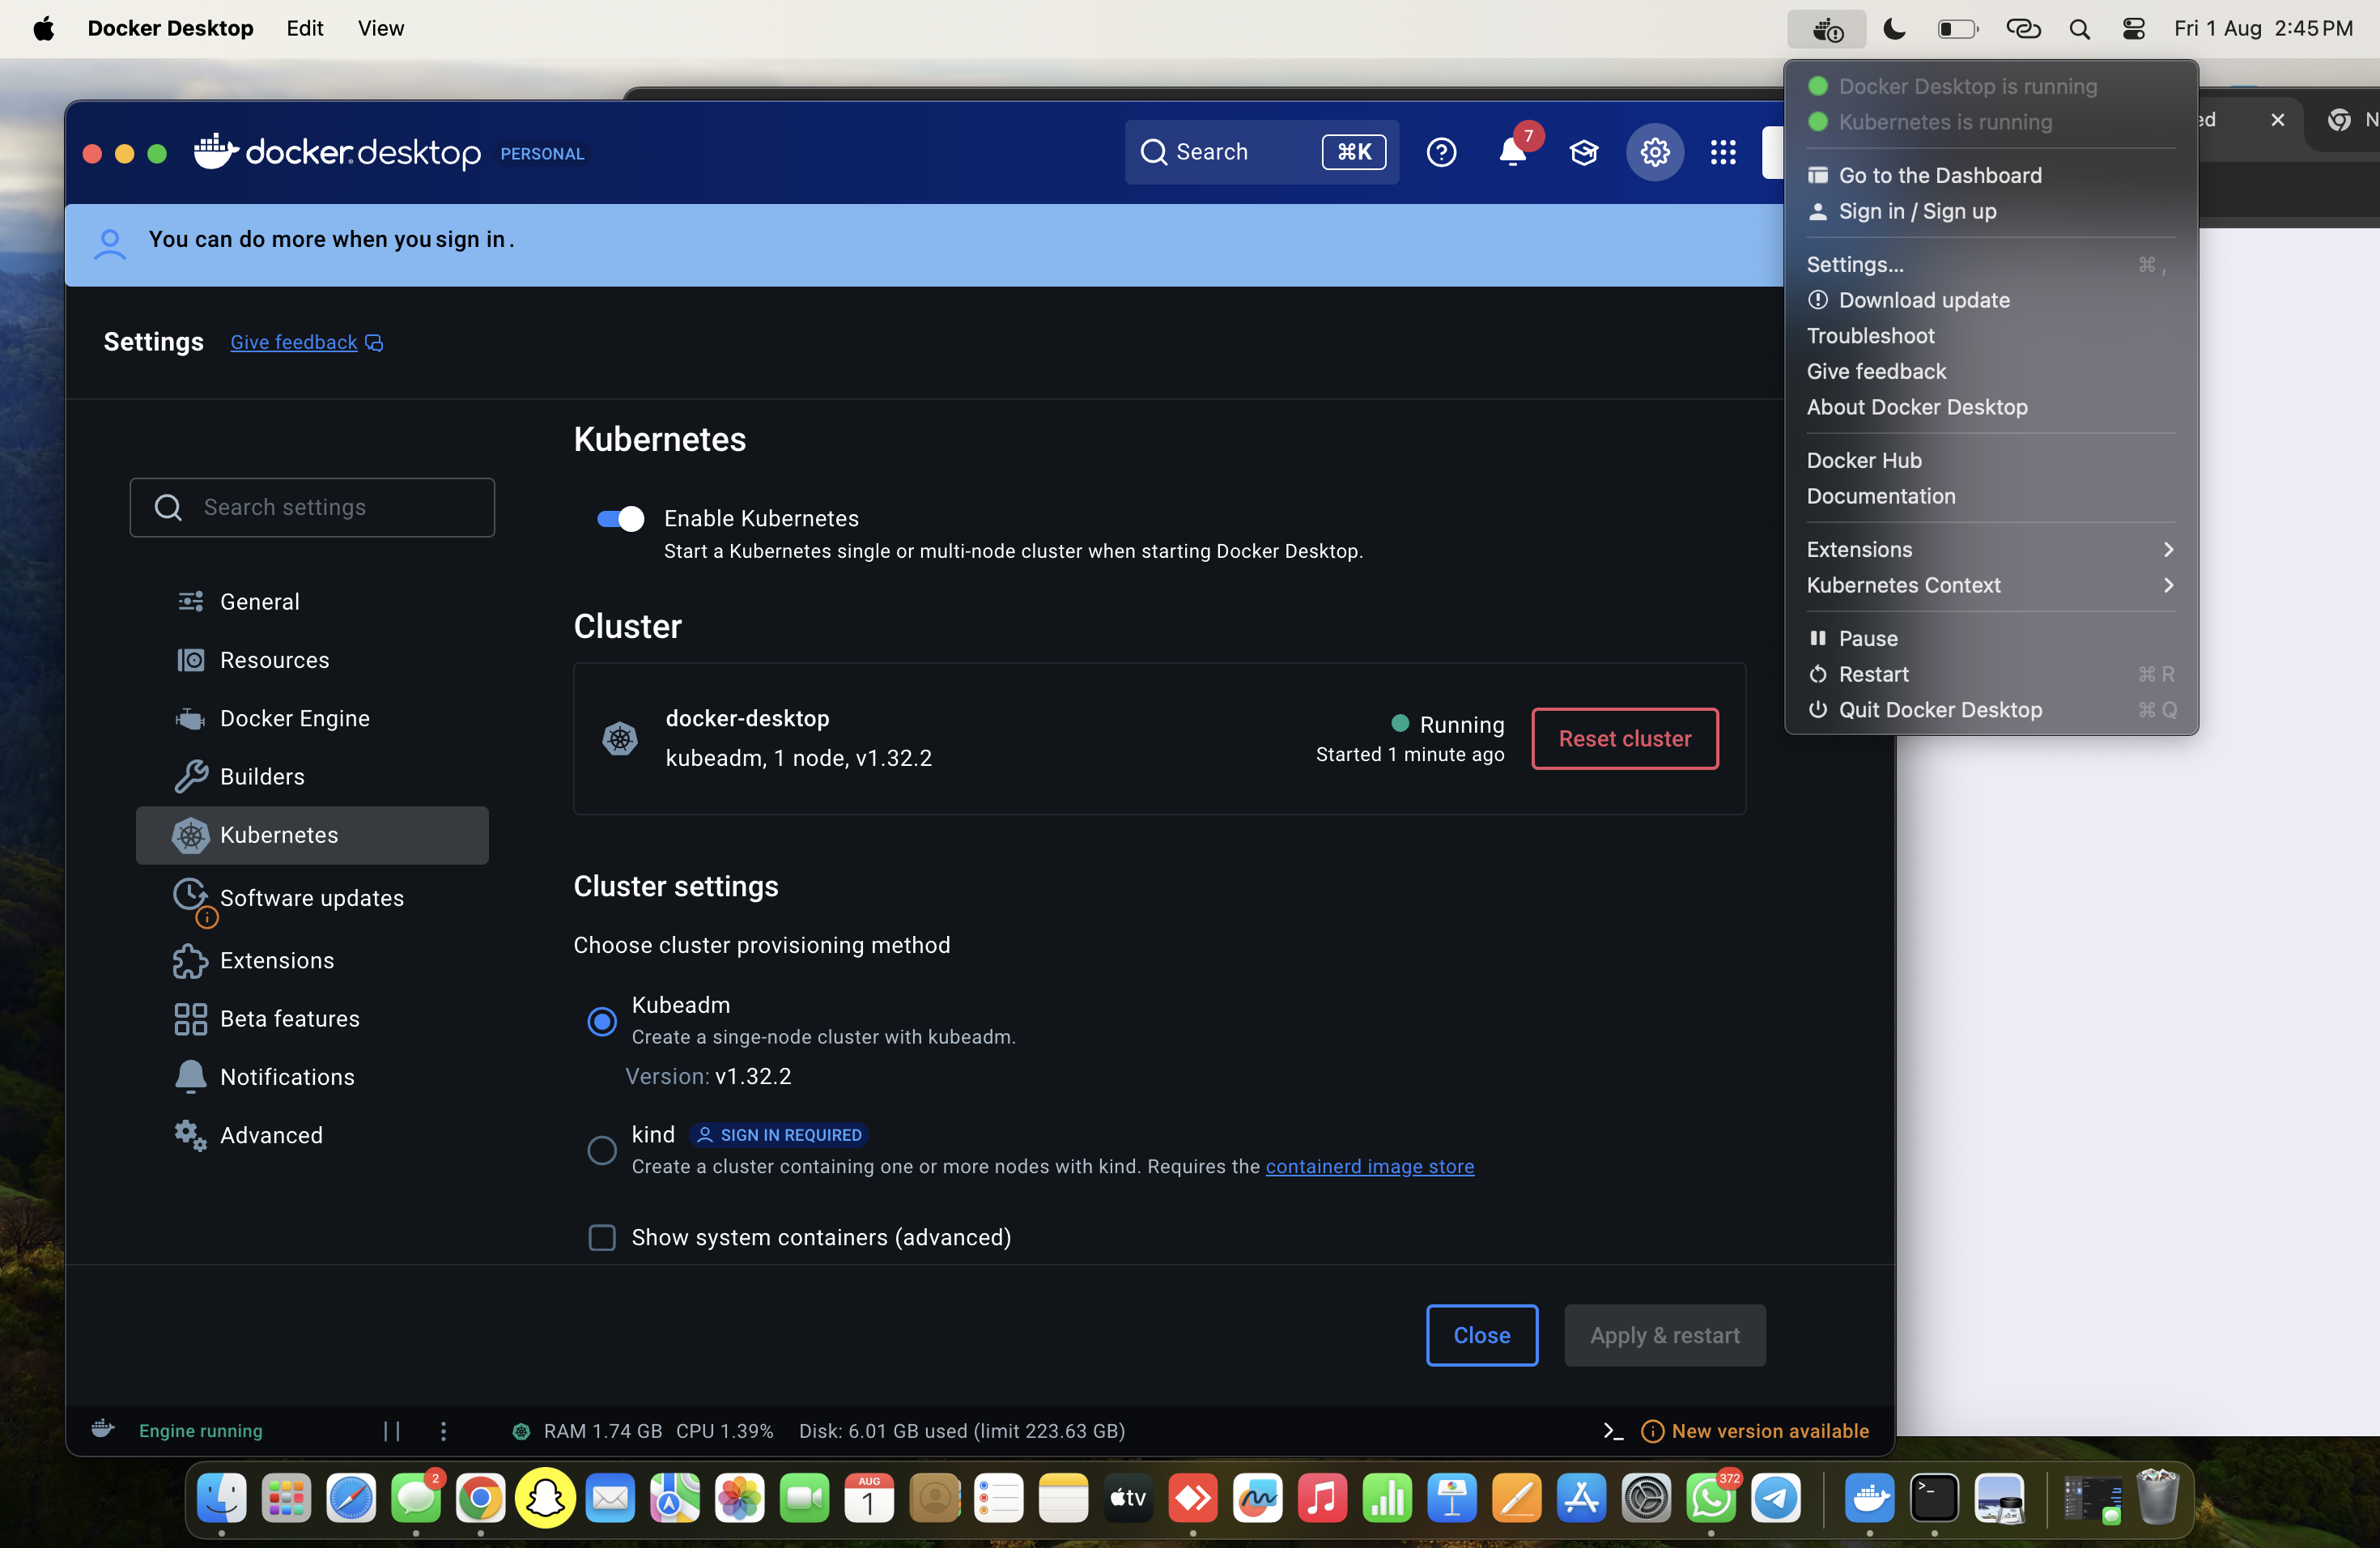 Docker Desktop Edit View
Fri 1 Aug 2:45 PM
docker.desktop PERSONAL
Search ⌘K
7
You can do more when you sign in.
Settings Give feedback
Search settings
General
Resources
Docker Engine
Builders
Kubernetes
Software updates
Extensions
Beta features
Notifications
Advanced
Kubernetes
Enable Kubernetes
Start a Kubernetes single or multi-node cluster when starting Docker Desktop.
Cluster
docker-desktop
kubeadm, 1 node, v1.32.2
Running
Started 1 minute ago
Reset cluster
Cluster settings
Choose cluster provisioning method
Kubeadm
Create a singe-node cluster with kubeadm.
Version: v1.32.2
kind SIGN IN REQUIRED
Create a cluster containing one or more nodes with kind. Requires the containerd image store
Show system containers (advanced)
Close Apply & restart
Engine running
RAM 1.74 GB CPU 1.39% Disk: 6.01 GB used (limit 223.63 GB)
>_ New version available
Docker Desktop is running
Kubernetes is running
Go to the Dashboard
Sign in / Sign up
Settings... ⌘ ,
Download update
Troubleshoot
Give feedback
About Docker Desktop
Docker Hub
Documentation
Extensions
Kubernetes Context
Pause
Restart ⌘ R
Quit Docker Desktop ⌘ Q
ed
N
2
AUG
1
tv
372